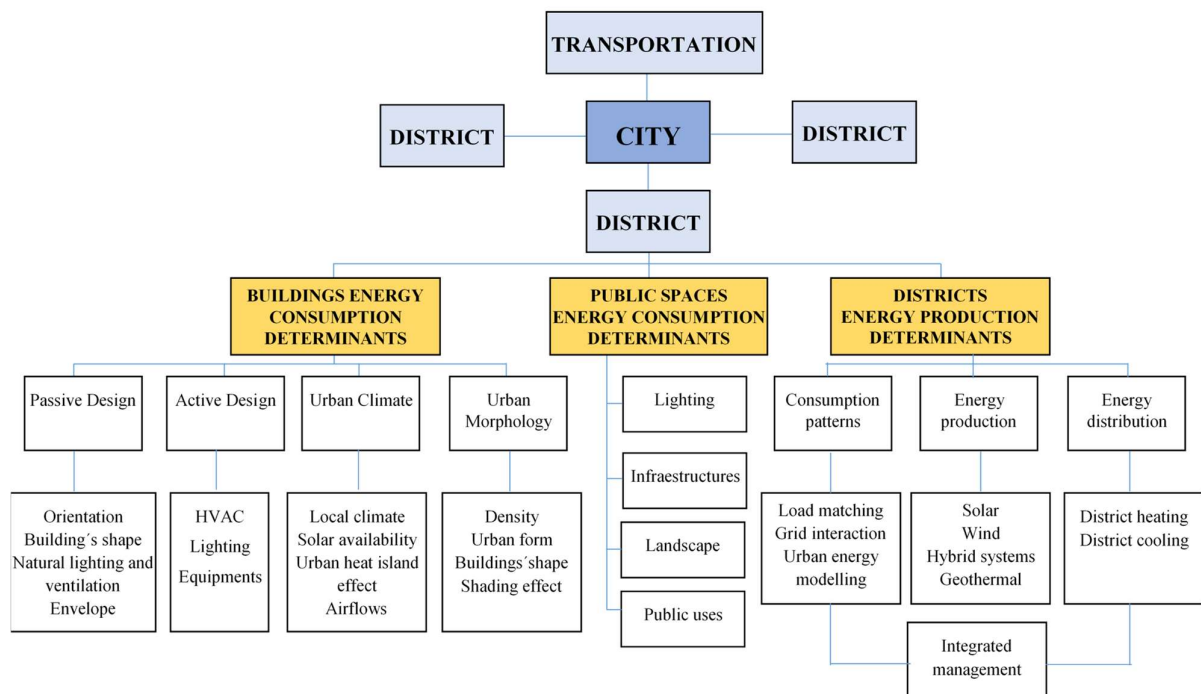 TRANSPORTATION
DISTRICT
CITY
DISTRICT
DISTRICT
BUILDINGS ENERGY
CONSUMPTION
DETERMINANTS
PUBLIC SPACES
ENERGY CONSUMPTION
DETERMINANTS
DISTRICTS
ENERGY PRODUCTION
DETERMINANTS
Passive Design
Active Design
Urban Climate
Urban
Morphology
Lighting
Consumption
patterns
Energy
production
Energy
distribution
Orientation
Building´s shape
Natural lighting and
ventilation
Envelope
HVAC
Lighting
Equipments
Local climate
Solar availability
Urban heat island
effect
Airflows
Density
Urban form
Buildings´shape
Shading effect
Infraestructures
Landscape
Public uses
Load matching
Grid interaction
Urban energy
modelling
Solar
Wind
Hybrid systems
Geothermal
District heating
District cooling
Integrated
management